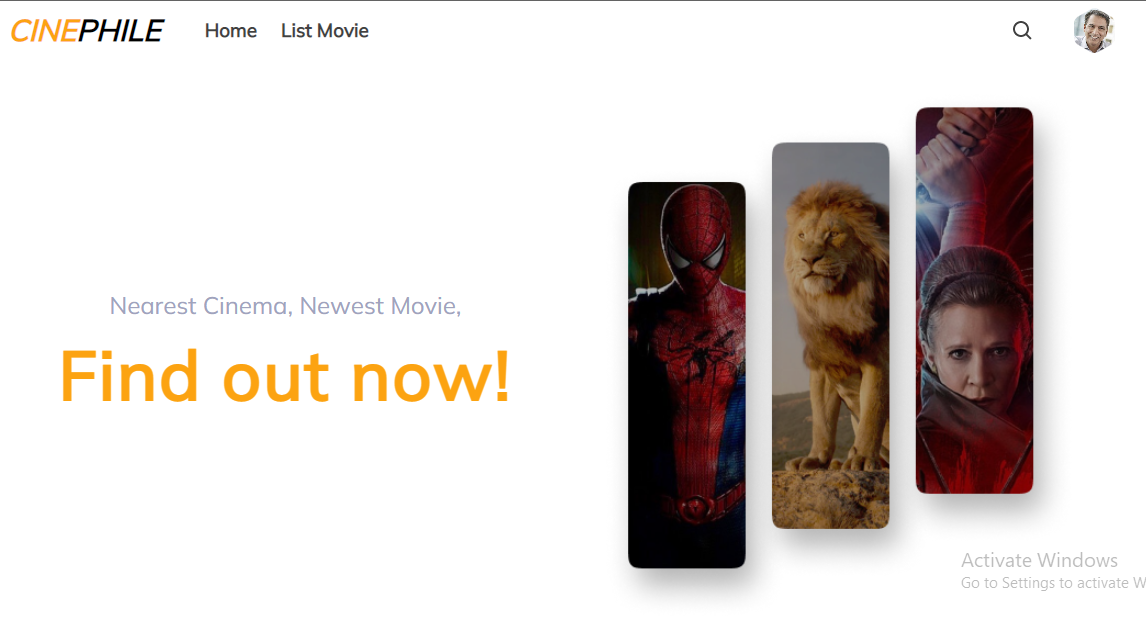 CINEPHILE Home List Movie
Nearest Cinema, Newest Movie,
Find out now!
Activate Windows
Go to Settings to activate W